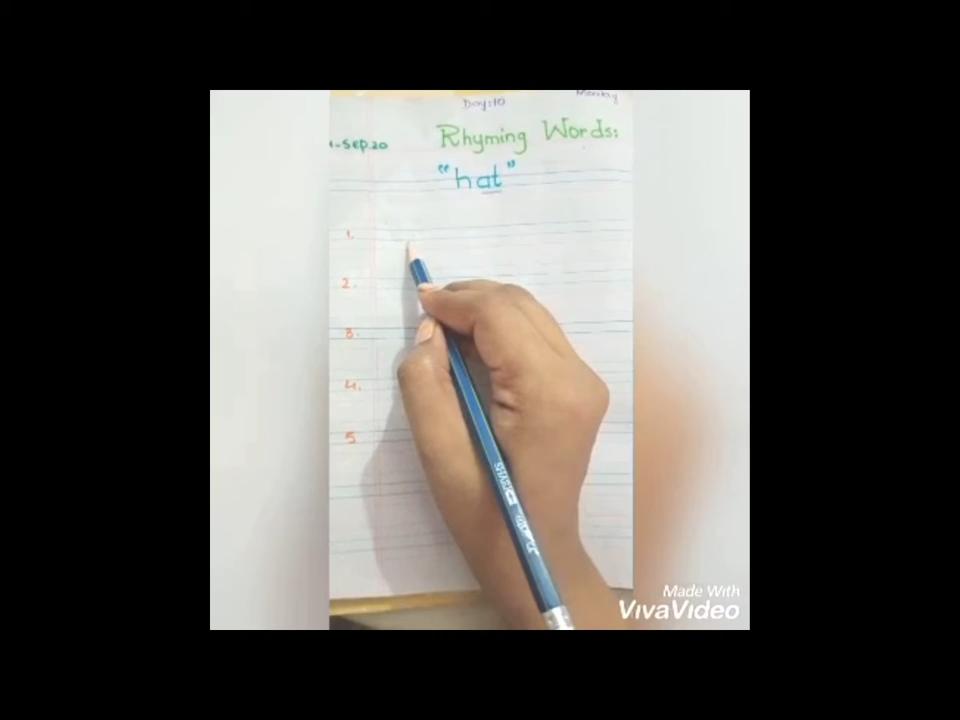 Day:10
Monday
-Sep.20
Rhyming Words:
"hat"
1.
2.
3.
4.
5
Made With
VivaVideo